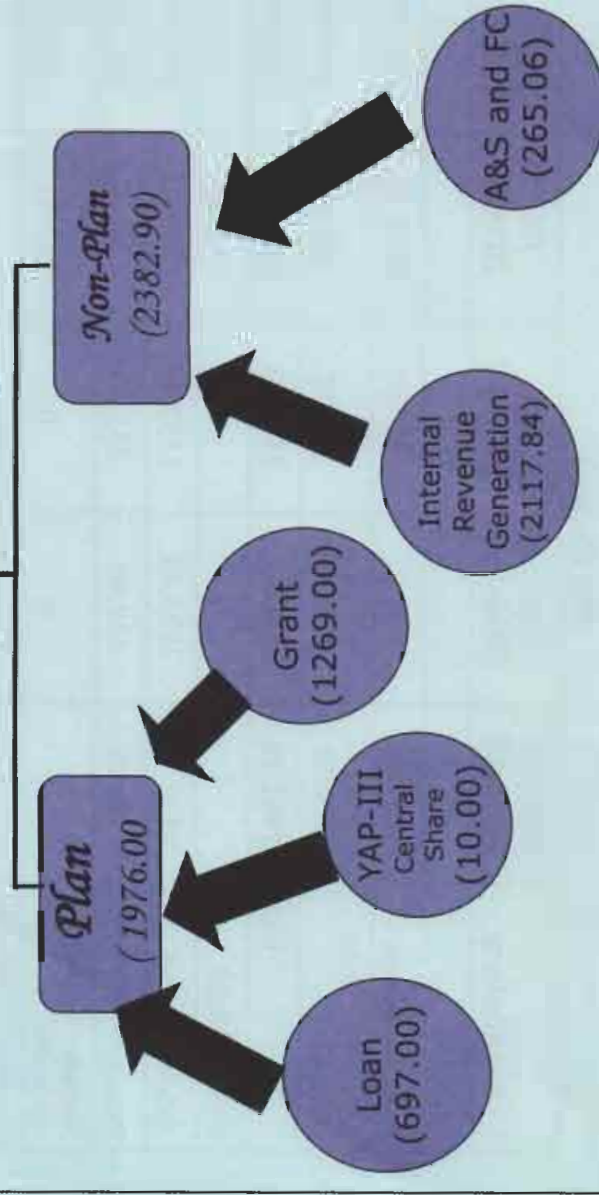 Plan
( 1976.00
Non-Plan
(2382.90)
Loan
(697.00)
YAP-III
Central
Share
(10.00)
Grant
(1269.00)
Internal
Revenue
Generation
(2117.84)
A&S and FC
(265.06)